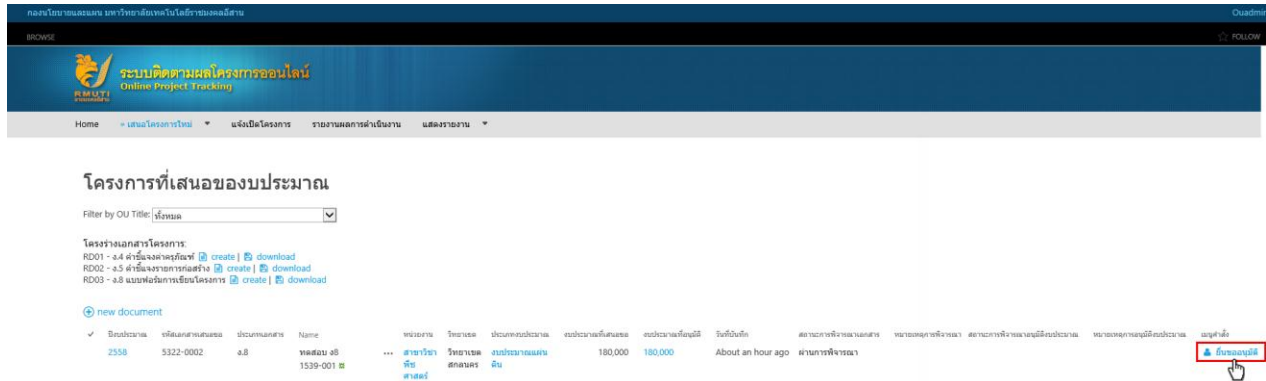 กองนโยบายและแผน มหาวิทยาลัยเทคโนโลยีราชมงคลอีสาน
Ouadmin
BROWSE
FOLLOW
ระบบติดตามผลโครงการออนไลน์
Online Project Tracking
RMUTI
Home เสนอโครงการใหม่ แจ้งเปิดโครงการ รายงานผลการดำเนินงาน แสดงรายงาน
โครงการที่เสนอของบประมาณ
Filter by OU Title: ทั้งหมด
โครงร่างเอกสารโครงการ:
RD01 - ง.4 คำชี้แจงค่าครุภัณฑ์ create | download
RD02 - ง.5 คำชี้แจงรายการก่อสร้าง create | download
RD03 - ง.8 แบบฟอร์มการเขียนโครงการ create | download
new document
ปีงบประมาณ รหัสเอกสารเสนอขอ ประเภทเอกสาร Name หน่วยงาน วิทยาเขต ประเภทงบประมาณ งบประมาณที่เสนอขอ งบประมาณที่อนุมัติ วันที่บันทึก สถานะการพิจารณาเอกสาร หมายเหตุการพิจารณา สถานะการพิจารณาอนุมัติงบประมาณ หมายเหตุการอนุมัติงบประมาณ เมนูคำสั่ง
2558 5322-0002 ง.8 ทดสอบ ง8 ... สาขาวิชา วิทยาเขต งบประมาณแผ่น 180,000 180,000 About an hour ago ผ่านการพิจารณา ยื่นขออนุมัติ
1539-001 พืช สกลนคร ดิน
ศาสตร์